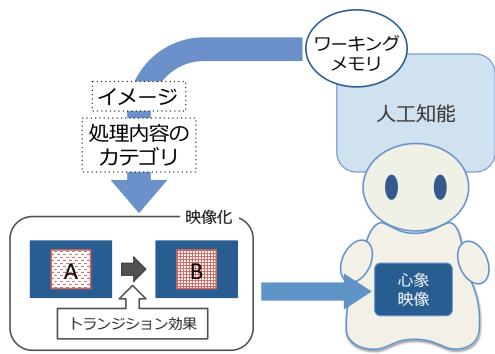 ワーキング
メモリ
人工知能
イメージ
処理内容の
カテゴリ
映像化
A
B
トランジション効果
心象
映像